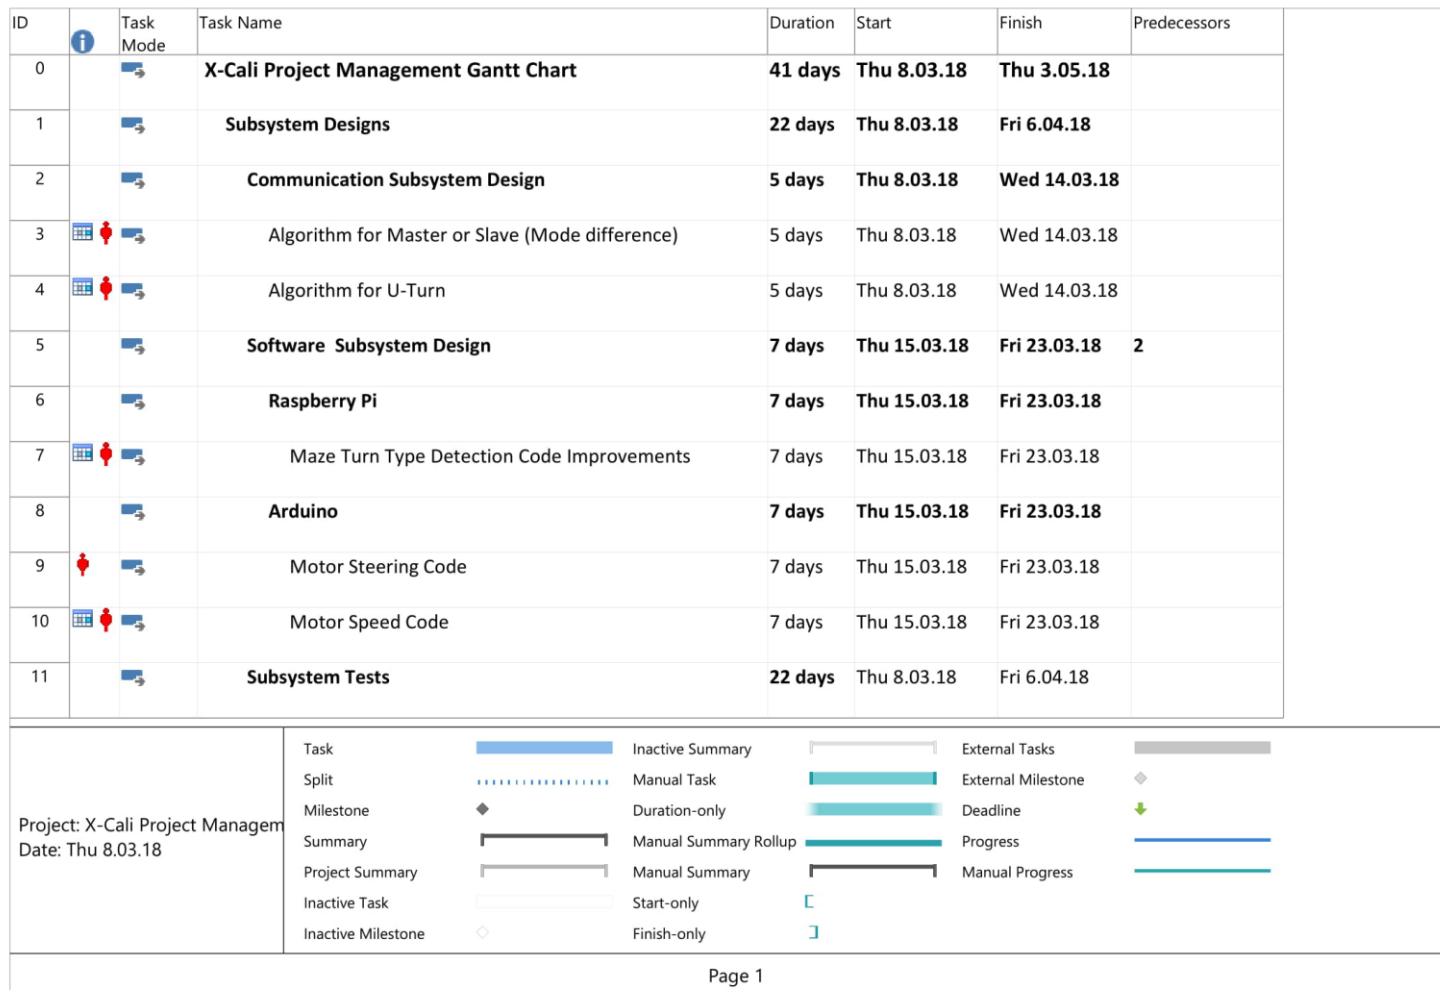 ID Task Mode Task Name Duration Start Finish Predecessors
0 X-Cali Project Management Gantt Chart 41 days Thu 8.03.18 Thu 3.05.18
1 Subsystem Designs 22 days Thu 8.03.18 Fri 6.04.18
2 Communication Subsystem Design 5 days Thu 8.03.18 Wed 14.03.18
3 Algorithm for Master or Slave (Mode difference) 5 days Thu 8.03.18 Wed 14.03.18
4 Algorithm for U-Turn 5 days Thu 8.03.18 Wed 14.03.18
5 Software  Subsystem Design 7 days Thu 15.03.18 Fri 23.03.18 2
6 Raspberry Pi 7 days Thu 15.03.18 Fri 23.03.18
7 Maze Turn Type Detection Code Improvements 7 days Thu 15.03.18 Fri 23.03.18
8 Arduino 7 days Thu 15.03.18 Fri 23.03.18
9 Motor Steering Code 7 days Thu 15.03.18 Fri 23.03.18
10 Motor Speed Code 7 days Thu 15.03.18 Fri 23.03.18
11 Subsystem Tests 22 days Thu 8.03.18 Fri 6.04.18
Project: X-Cali Project Managem
Date: Thu 8.03.18
Task Inactive Summary External Tasks
Split Manual Task External Milestone
Milestone Duration-only Deadline
Summary Manual Summary Rollup Progress
Project Summary Manual Summary Manual Progress
Inactive Task Start-only
Inactive Milestone Finish-only
Page 1